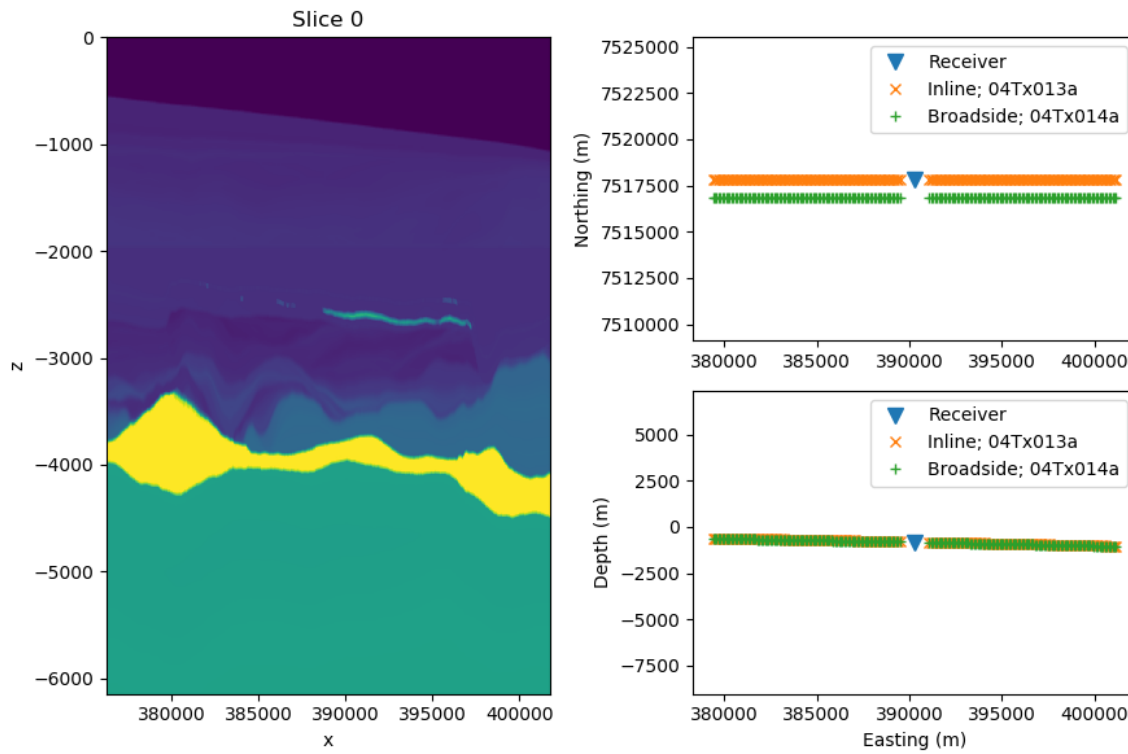 Slice 0
0
−1000
−2000
−3000
−4000
−5000
−6000
z
380000 385000 390000 395000 400000
x
7525000
7522500
7520000
7517500
7515000
7512500
7510000
Northing (m)
Receiver
Inline; 04Tx013a
Broadside; 04Tx014a
380000 385000 390000 395000 400000
5000
2500
0
−2500
−5000
−7500
Depth (m)
Receiver
Inline; 04Tx013a
Broadside; 04Tx014a
380000 385000 390000 395000 400000
Easting (m)